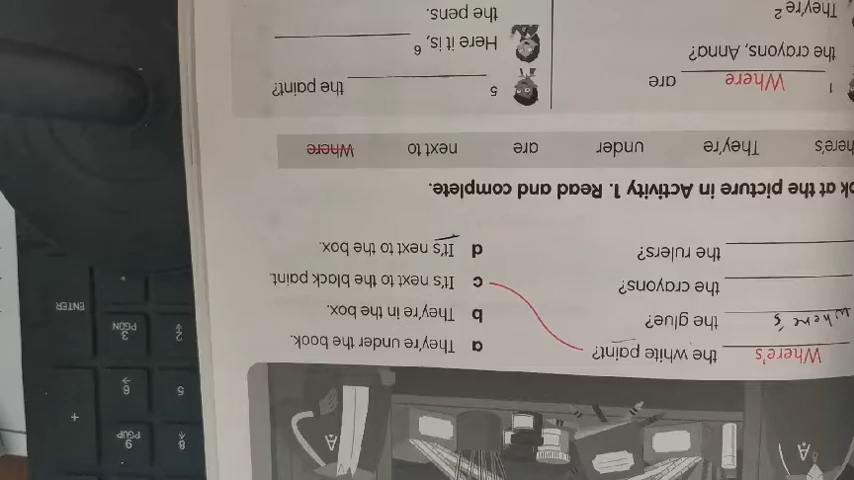 Where's the white paint?
where's the glue?
the crayons?
the rulers?
a They're under the book.
b They're in the box.
c It's next to the black paint.
d It's next to the box.
at the picture in Activity 1. Read and complete.
They're under are next to Where
1 Where are
the crayons, Anna?
They're 2
5 the paint?
Here it is, 6
the pens.
8
9 PGUP
5
6
+
2
3 PGDN
ENTER
A
A